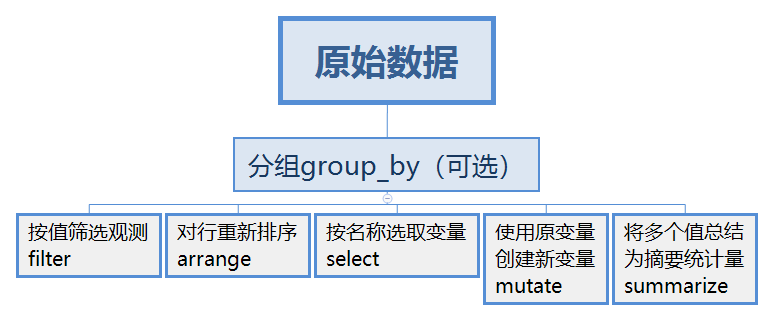 原始数据
分组group_by（可选）
按值筛选观测
filter
对行重新排序
arrange
按名称选取变量
select
使用原变量
创建新变量
mutate
将多个值总结
为摘要统计量
summarize